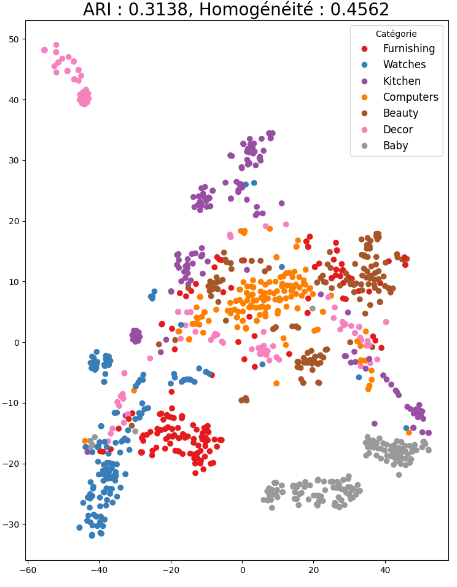 ARI : 0.3138, Homogénéité : 0.4562
Catégorie
Furnishing
Watches
Kitchen
Computers
Beauty
Decor
Baby
50
40
30
20
10
0
−10
−20
−30
−60
−40
−20
0
20
40